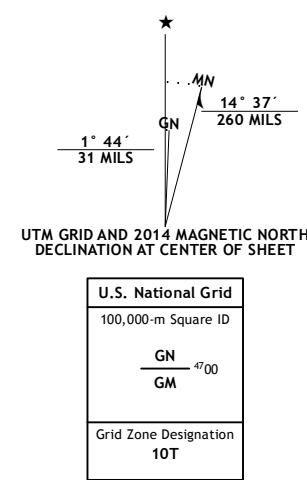 ★
MN
GN
14° 37´
260 MILS
1° 44´
31 MILS
UTM GRID AND 2014 MAGNETIC NORTH
DECLINATION AT CENTER OF SHEET
U.S. National Grid
100,000-m Square ID
GN
4700
GM
Grid Zone Designation
10T